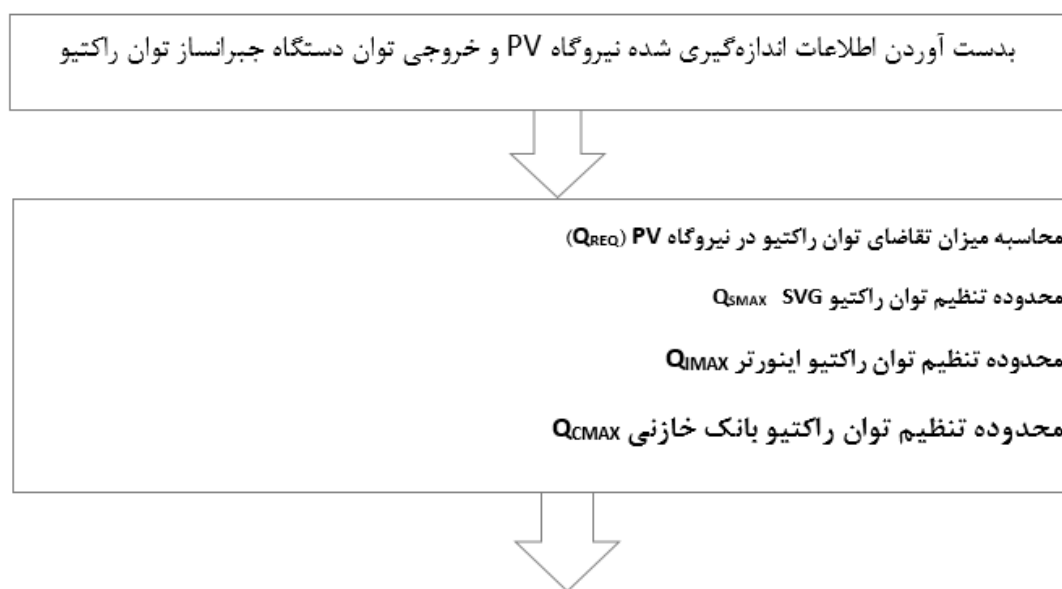 بدست آوردن اطلاعات اندازه‌گیری شده نیروگاه PV و خروجی توان دستگاه جبرانساز توان راکتیو
محاسبه میزان تقاضای توان راکتیو در نیروگاه PV (QREQ)
محدوده تنظیم توان راکتیو QSMAX SVG
محدوده تنظیم توان راکتیو اینورتر QIMAX
محدوده تنظیم توان راکتیو بانک خازنی QCMAX